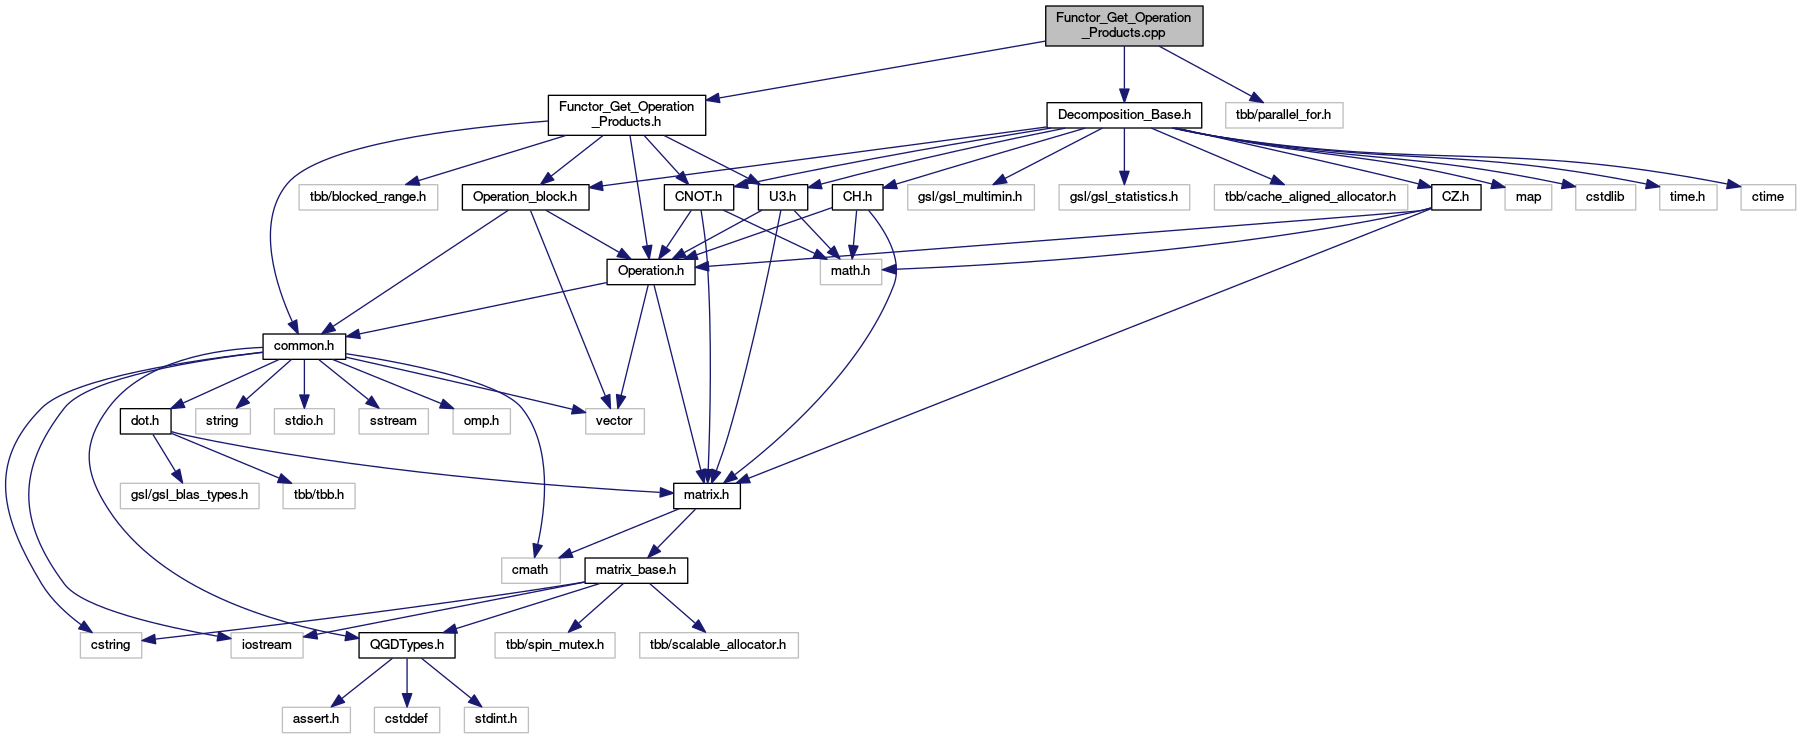 Functor_Get_Operation
_Products.cpp
Functor_Get_Operation
_Products.h
Decomposition_Base.h
tbb/parallel_for.h
tbb/blocked_range.h
Operation_block.h
CNOT.h
U3.h
CH.h
gsl/gsl_multimin.h
gsl/gsl_statistics.h
tbb/cache_aligned_allocator.h
CZ.h
map
cstdlib
time.h
ctime
Operation.h
math.h
common.h
dot.h
string
stdio.h
sstream
omp.h
vector
gsl/gsl_blas_types.h
tbb/tbb.h
matrix.h
cmath
matrix_base.h
cstring
iostream
QGDTypes.h
tbb/spin_mutex.h
tbb/scalable_allocator.h
assert.h
cstddef
stdint.h